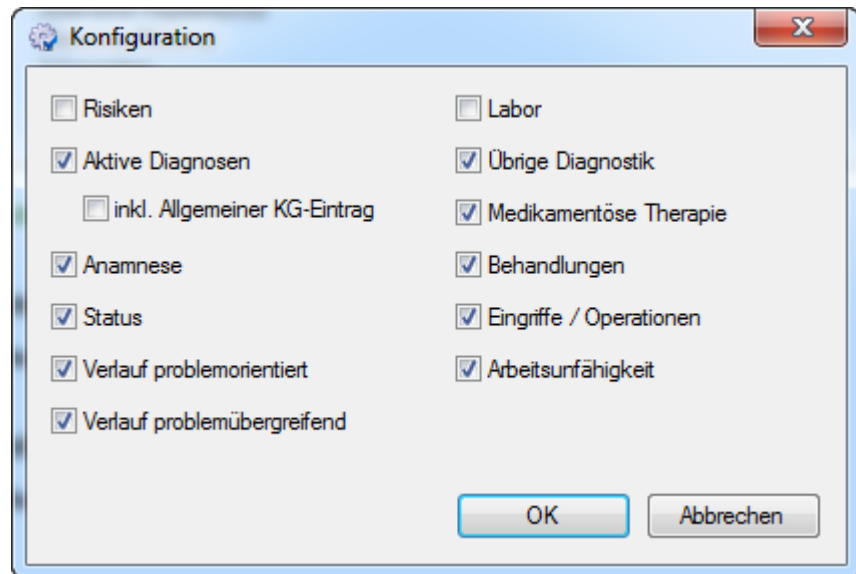 Konfiguration
Risiken
Aktive Diagnosen
inkl. Allgemeiner KG-Eintrag
Anamnese
Status
Verlauf problemorientiert
Verlauf problemübergreifend
Labor
Übrige Diagnostik
Medikamentöse Therapie
Behandlungen
Eingriffe / Operationen
Arbeitsunfähigkeit
OK
Abbrechen